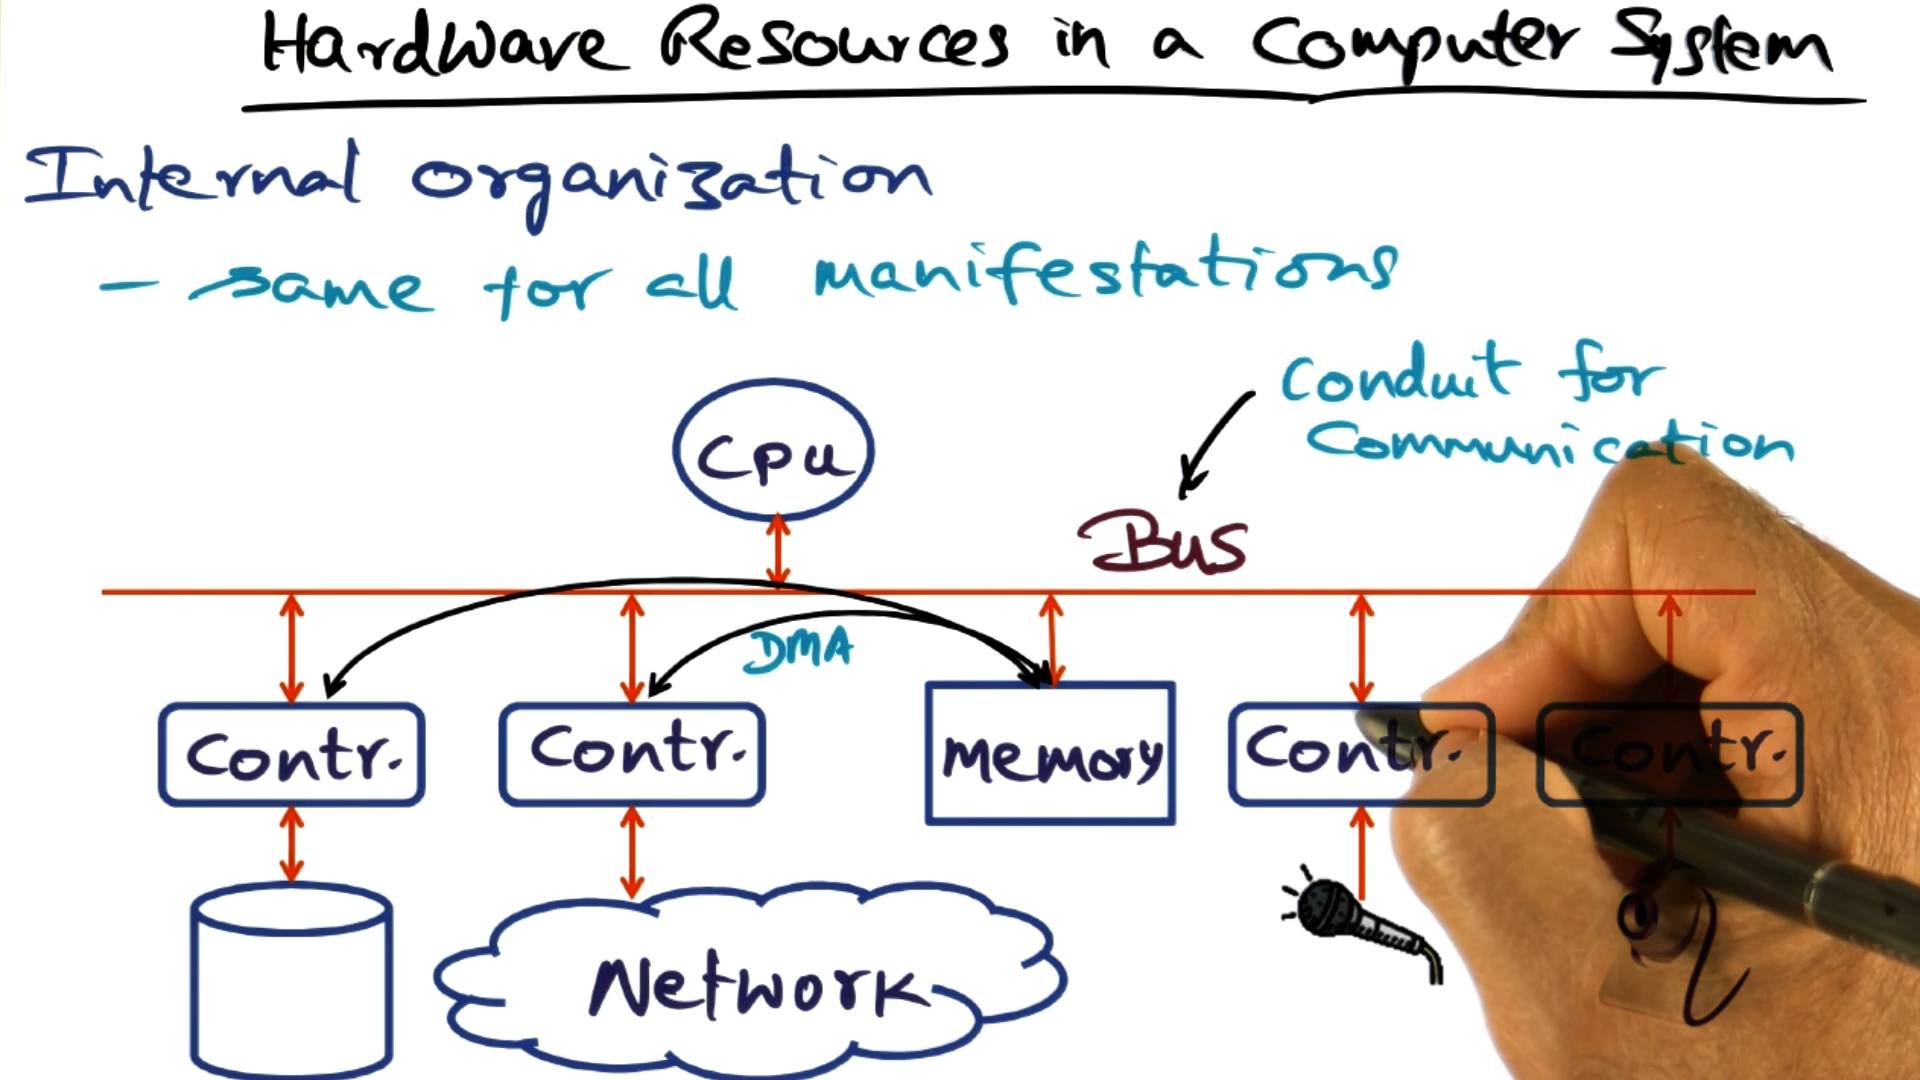 Hardware Resources in a Computer System
Internal organization
- same for all manifestations
Conduit for
Communication
Cpu
Bus
DMA
Contr.
Contr.
Memory
Contr.
Contr.
Network